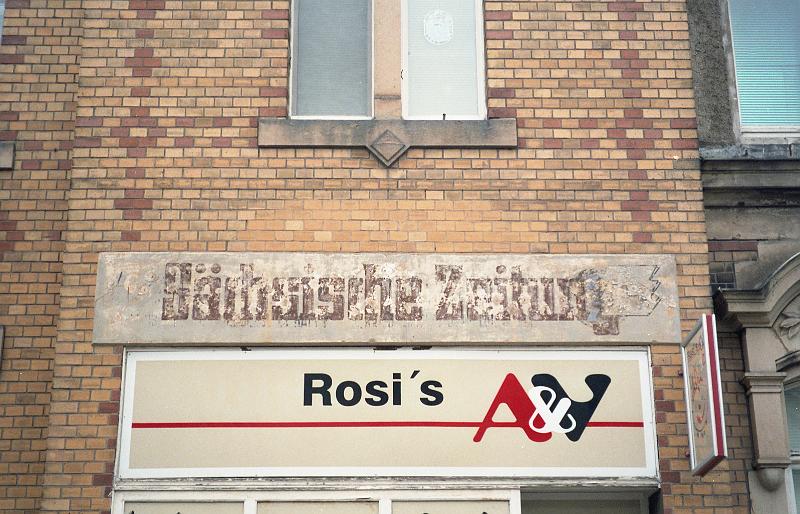 Sächsische Zeitung
Rosi´s A&V